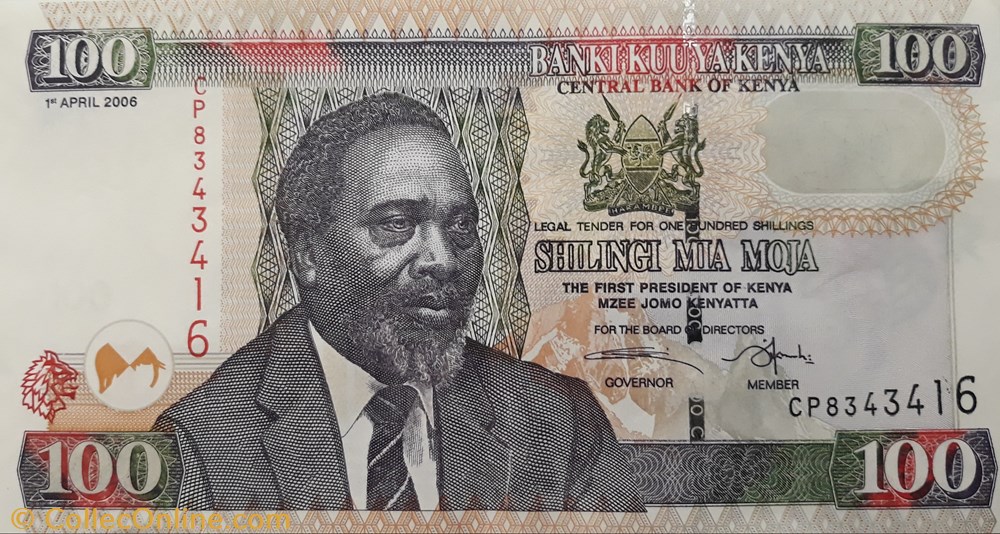 100
BANKI KUU YA KENYA
100
CENTRAL BANK OF KENYA
1st APRIL 2006
CP8343416
LEGAL TENDER FOR ONE HUNDRED SHILLINGS
SHILINGI MIA MOJA
THE FIRST PRESIDENT OF KENYA
MZEE JOMO KENYATTA
FOR THE BOARD OF DIRECTORS
GOVERNOR
MEMBER
CP8343416
100
100
© CollecOnline.com